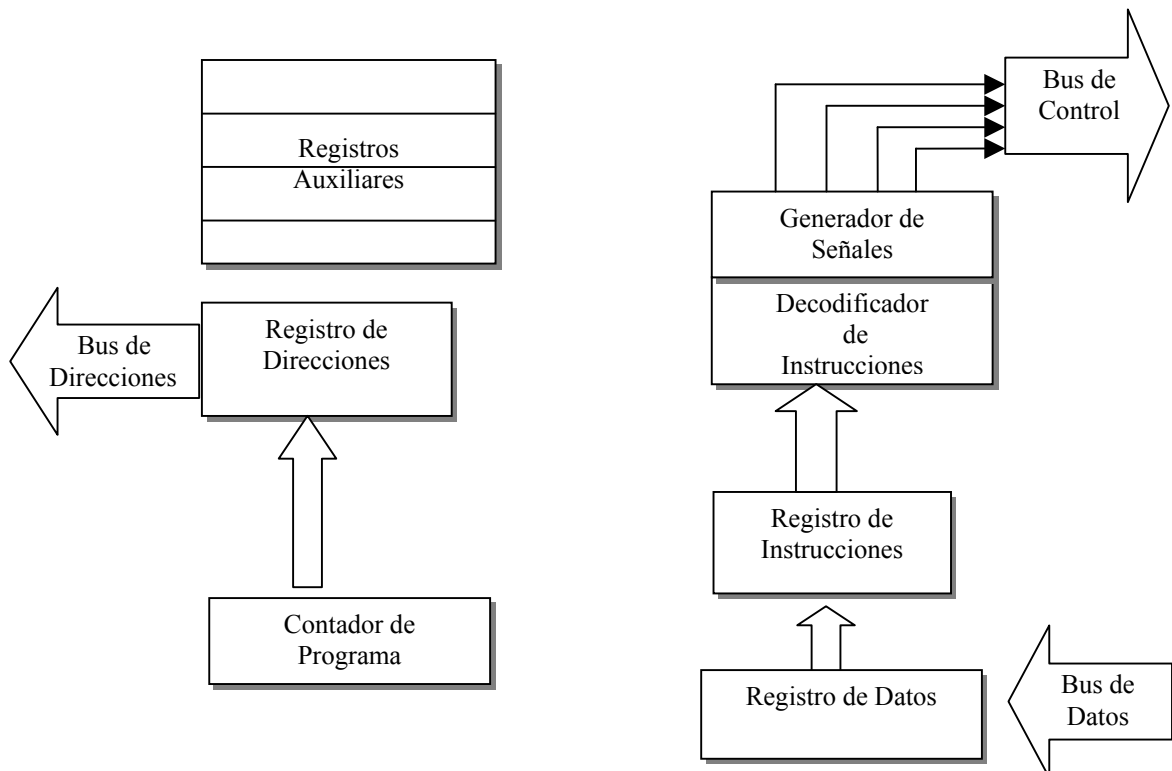 Registros
Auxiliares
Bus de
Direcciones
Registro de
Direcciones
Contador de
Programa
Bus de
Control
Generador de
Señales
Decodificador
de
Instrucciones
Registro de
Instrucciones
Registro de Datos
Bus de
Datos